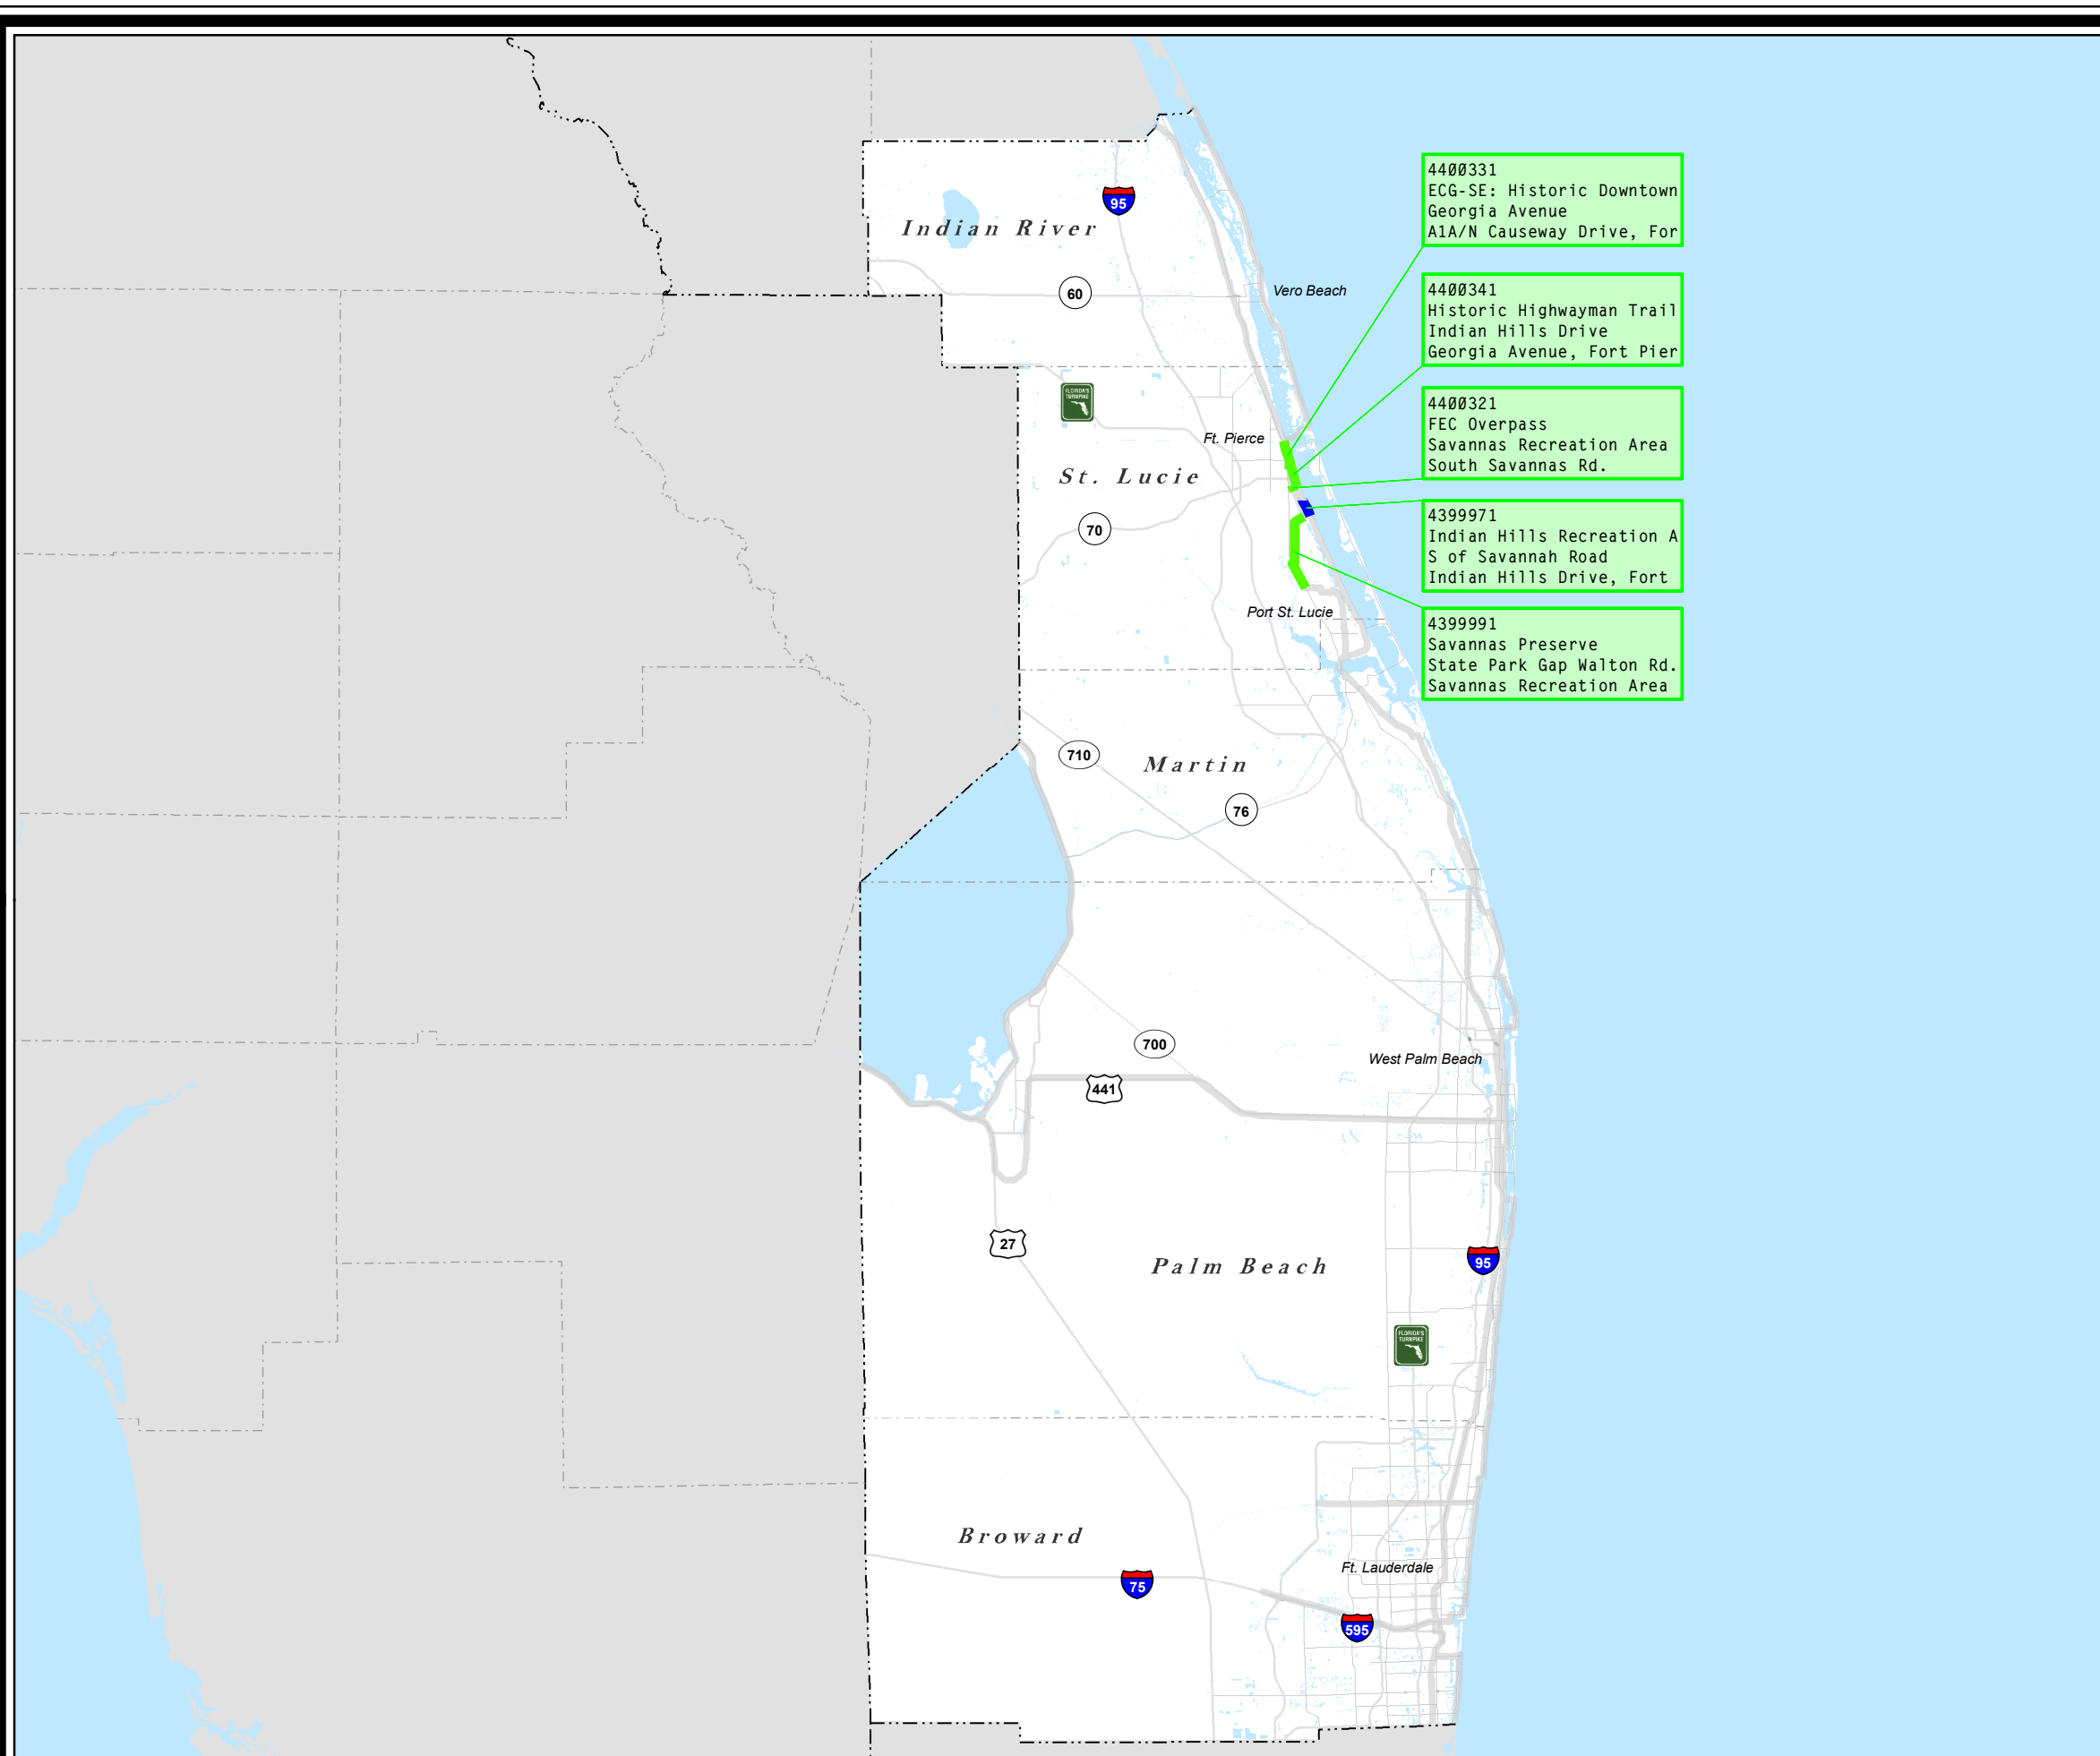 4400331
ECG-SE: Historic Downtown
Georgia Avenue
A1A/N Causeway Drive, For
95
Indian River
60
Vero Beach
4400341
Historic Highwayman Trail
Indian Hills Drive
Georgia Avenue, Fort Pier
FLORIDA'S
TURNPIKE
Ft. Pierce
4400321
FEC Overpass
Savannas Recreation Area
South Savannas Rd.
St. Lucie
70
4399971
Indian Hills Recreation A
S of Savannah Road
Indian Hills Drive, Fort
Port St. Lucie
4399991
Savannas Preserve
State Park Gap Walton Rd.
Savannas Recreation Area
710
Martin
76
700
West Palm Beach
441
27
Palm Beach
95
FLORIDA'S
TURNPIKE
Broward
Ft. Lauderdale
75
595